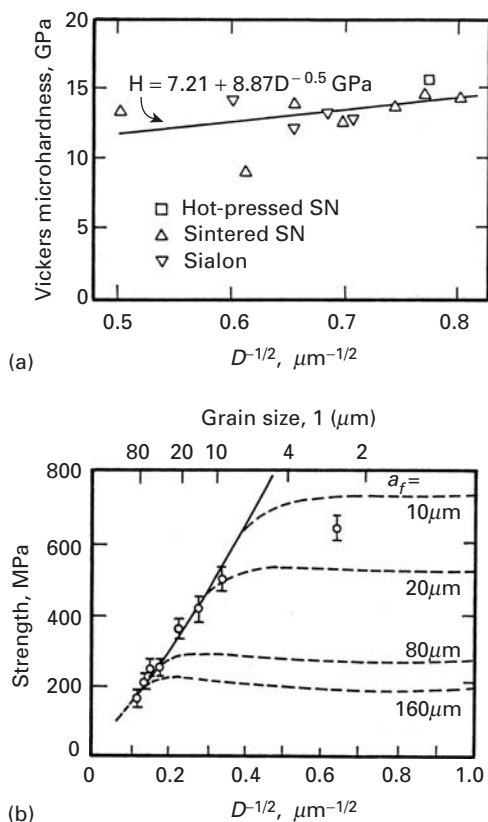 20
15
10
5
0
Vickers microhardness, GPa
H = 7.21 + 8.87D^{-0.5} GPa
□ Hot-pressed SN
△ Sintered SN
▽ Sialon
0.5 0.6 0.7 0.8
D^{-1/2}, μm^{-1/2}
(a)
Grain size, 1 (μm)
80 20 10 4 2
800
600
400
200
0
Strength, MPa
a_f=
10μm
20μm
80μm
160μm
0 0.2 0.4 0.6 0.8 1.0
D^{-1/2}, μm^{-1/2}
(b)